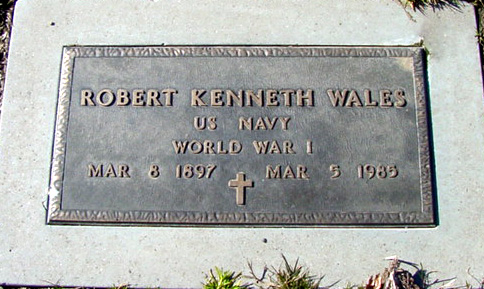 ROBERT KENNETH WALES
US NAVY
WORLD WAR I
MAR 8 1897 MAR 5 1985